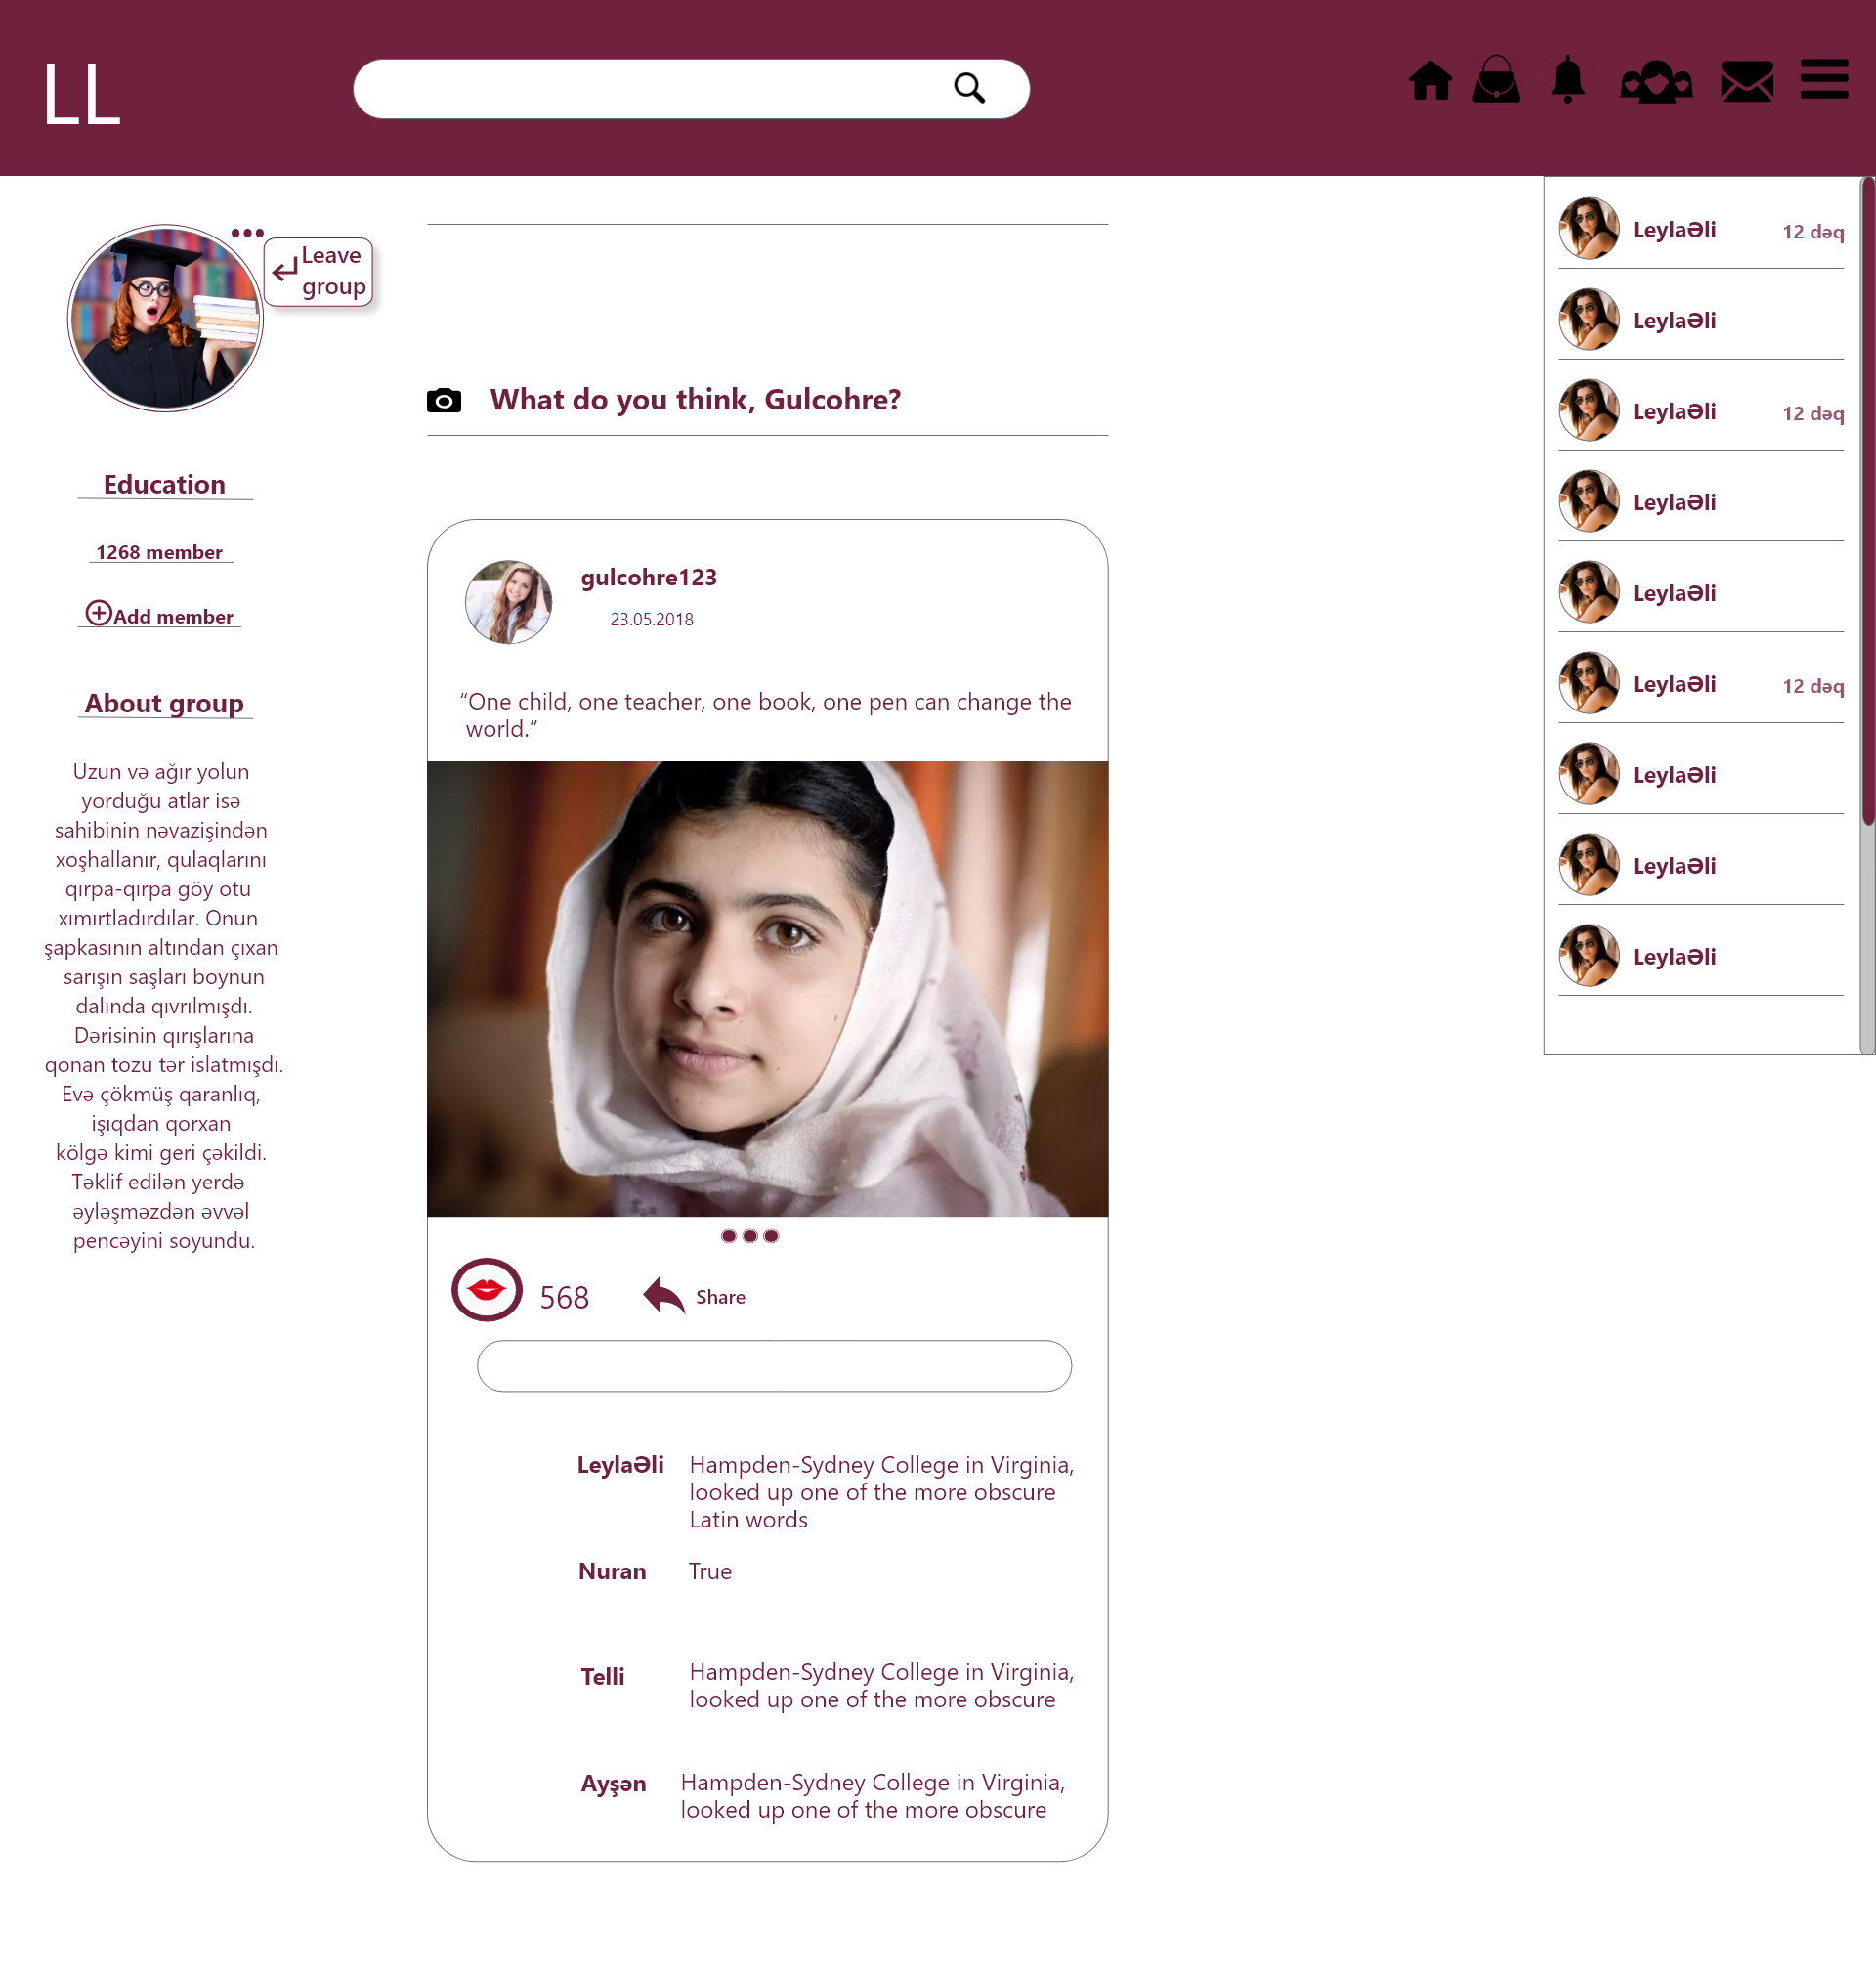 LL
Leave
group
Education
1268 member
Add member
About group
Uzun və ağır yolun
yorduğu atlar isə
sahibinin nəvazişindən
xoşhallanır, qulaqlarını
qırpa-qırpa göy otu
xımırtladırdılar. Onun
şapkasının altından çıxan
sarışın saşları boynun
dalında qıvrılmışdı.
Dərisinin qırışlarına
qonan tozu tər islatmışdı.
Evə çökmüş qaranlıq,
işıqdan qorxan
kölgə kimi geri çəkildi.
Təklif edilən yerdə
əyləşməzdən əvvəl
pencəyini soyundu.
What do you think, Gulcohre?
gulcohre123
23.05.2018
“One child, one teacher, one book, one pen can change the
world.“
568
Share
LeylaƏli Hampden-Sydney College in Virginia,
looked up one of the more obscure
Latin words
Nuran True
Telli Hampden-Sydney College in Virginia,
looked up one of the more obscure
Ayşən Hampden-Sydney College in Virginia,
looked up one of the more obscure
LeylaƏli 12 dəq
LeylaƏli
LeylaƏli 12 dəq
LeylaƏli
LeylaƏli
LeylaƏli 12 dəq
LeylaƏli
LeylaƏli
LeylaƏli